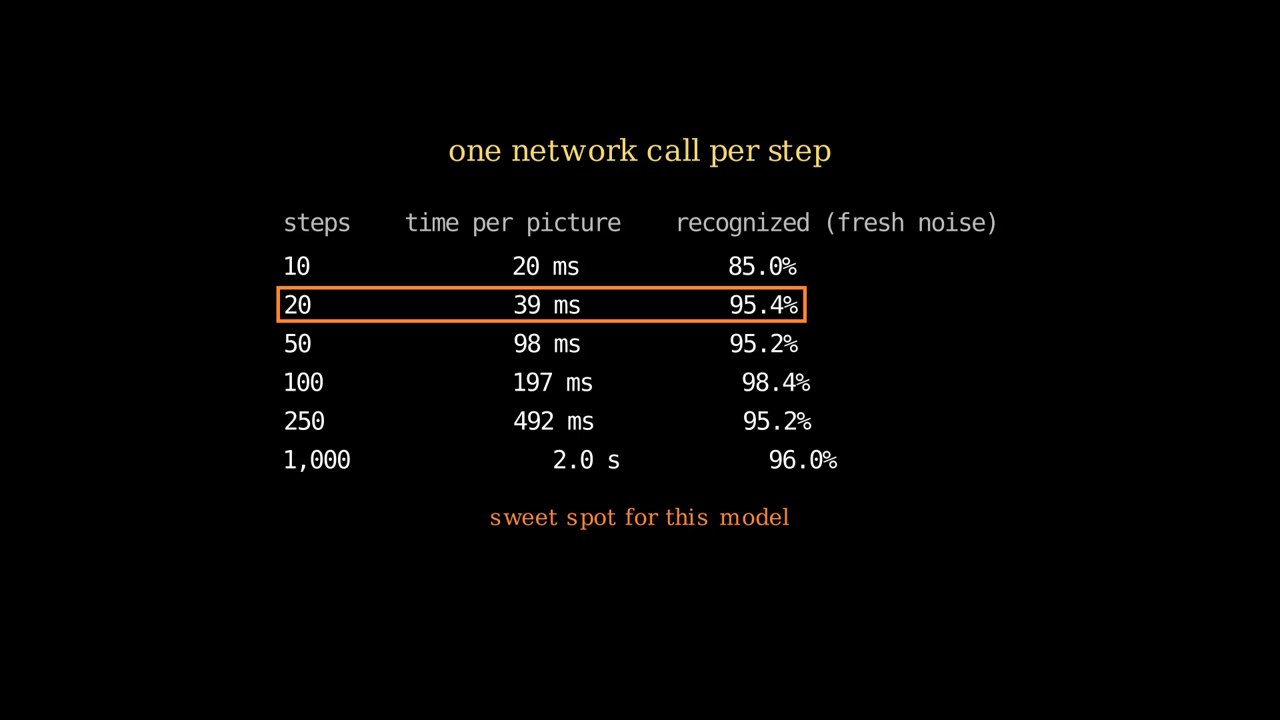 one network call per step
steps time per picture recognized (fresh noise)
10 20 ms 85.0%
20 39 ms 95.4%
50 98 ms 95.2%
100 197 ms 98.4%
250 492 ms 95.2%
1,000 2.0 s 96.0%
sweet spot for this model